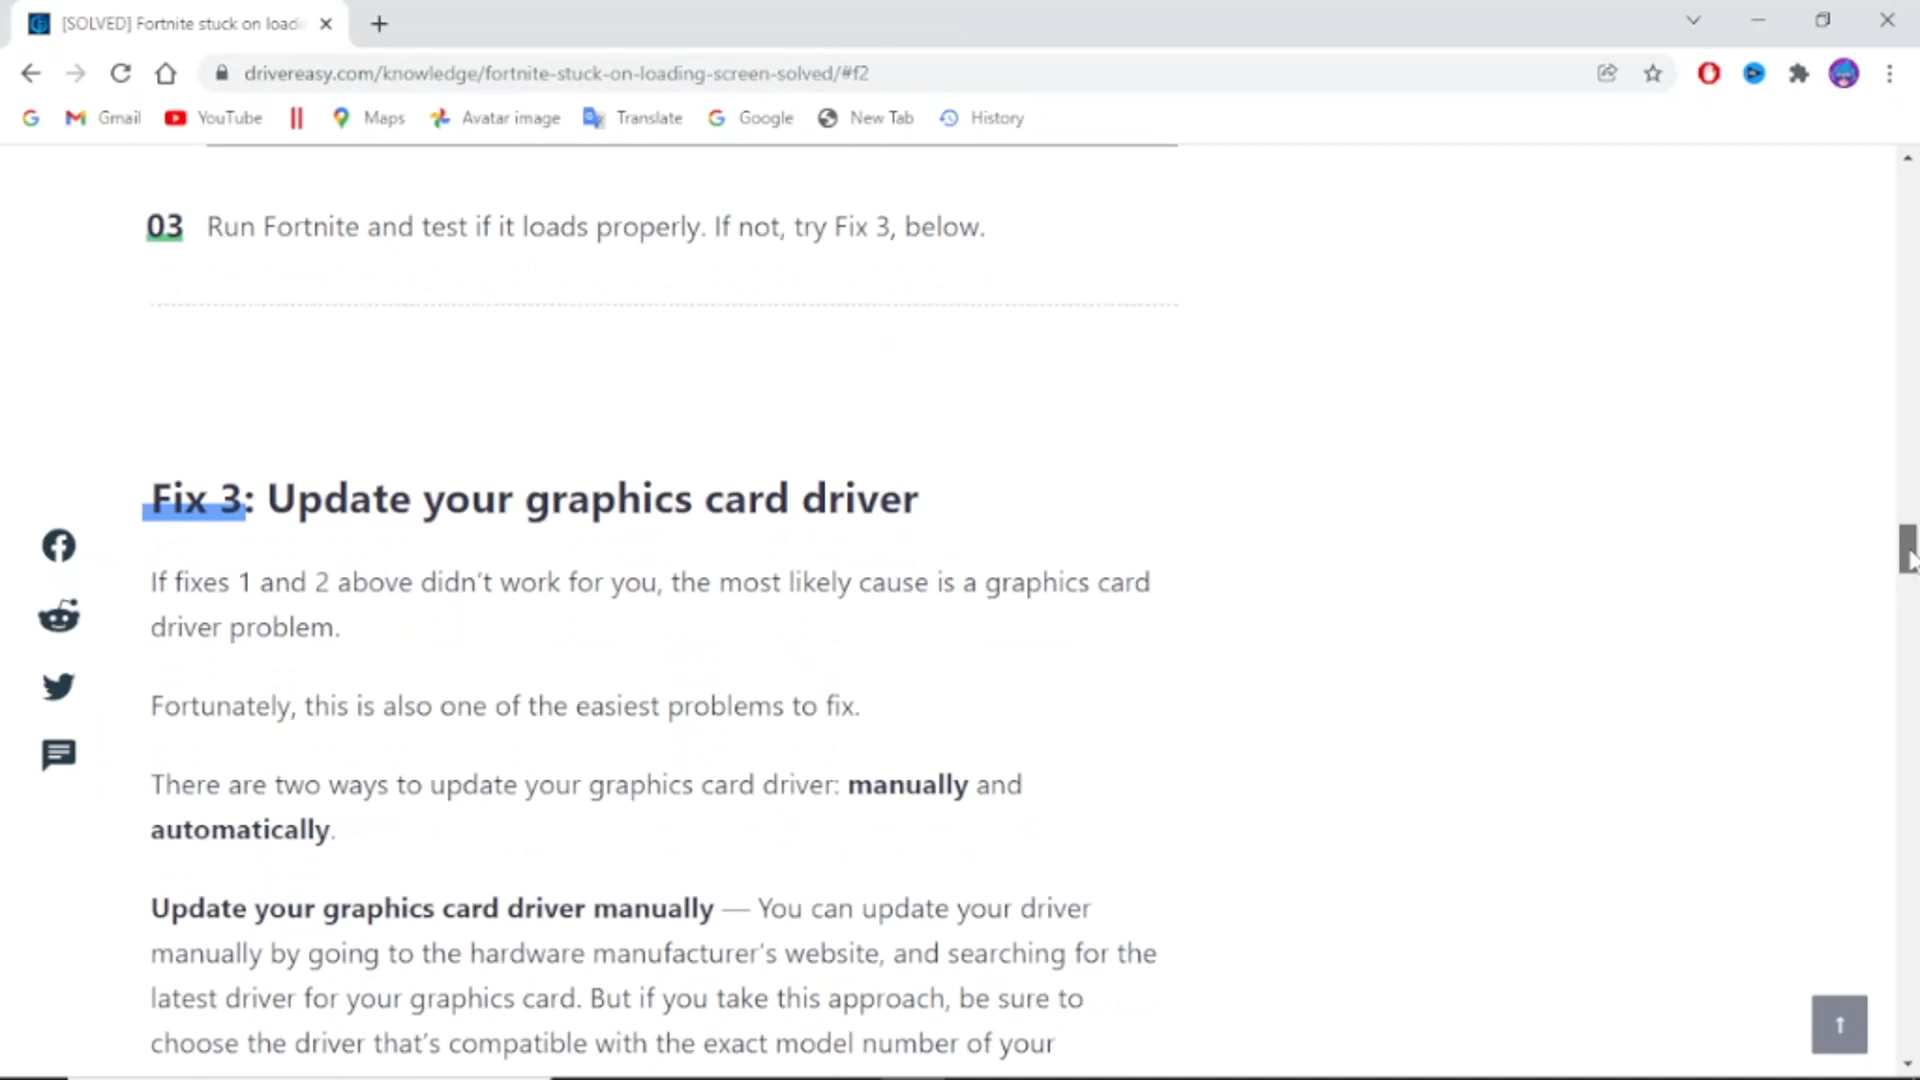 [SOLVED] Fortnite stuck on loadi
drivereasy.com/knowledge/fortnite-stuck-on-loading-screen-solved/#f2
Gmail YouTube Maps Avatar image Translate Google New Tab History
03 Run Fortnite and test if it loads properly. If not, try Fix 3, below.
Fix 3: Update your graphics card driver
If fixes 1 and 2 above didn't work for you, the most likely cause is a graphics card
driver problem.
Fortunately, this is also one of the easiest problems to fix.
There are two ways to update your graphics card driver: manually and
automatically.
Update your graphics card driver manually — You can update your driver
manually by going to the hardware manufacturer's website, and searching for the
latest driver for your graphics card. But if you take this approach, be sure to
choose the driver that's compatible with the exact model number of your